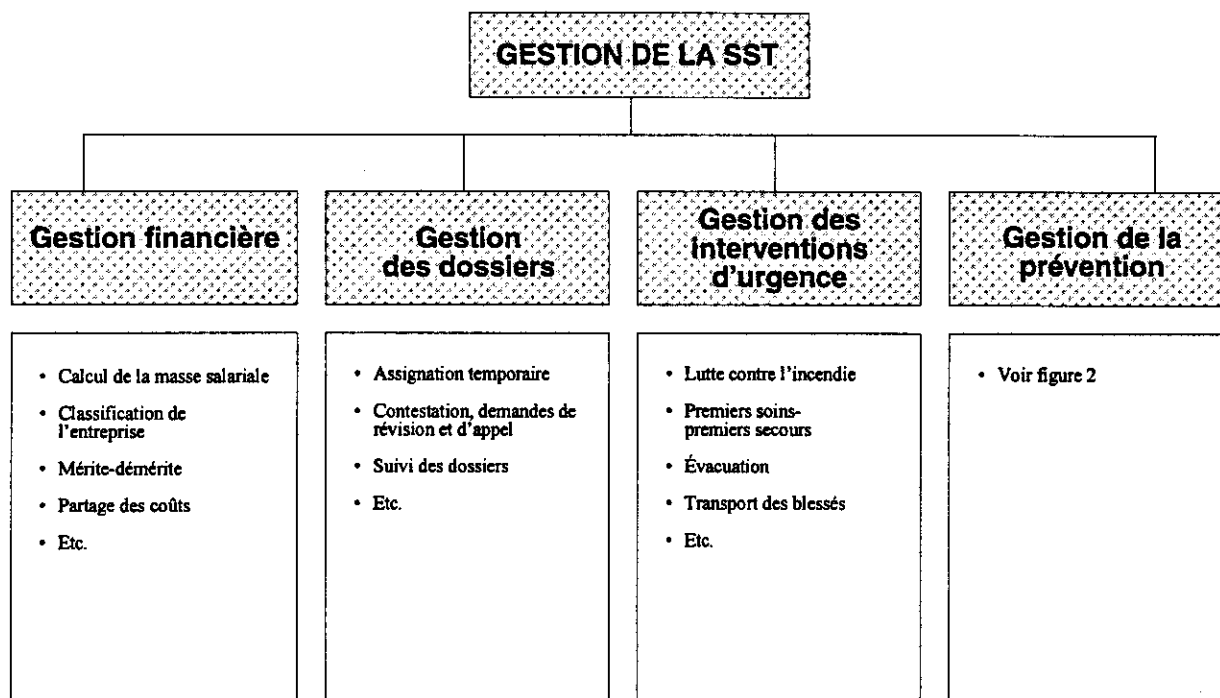 GESTION DE LA SST
Gestion financière
Gestion
des dossiers
Gestion des
interventions
d'urgence
Gestion de la
prévention
• Calcul de la masse salariale
• Classification de
l'entreprise
• Mérite-démérite
• Partage des coûts
• Etc.
• Assignation temporaire
• Contestation, demandes de
révision et d'appel
• Suivi des dossiers
• Etc.
• Lutte contre l'incendie
• Premiers soins-
premiers secours
• Évacuation
• Transport des blessés
• Etc.
• Voir figure 2